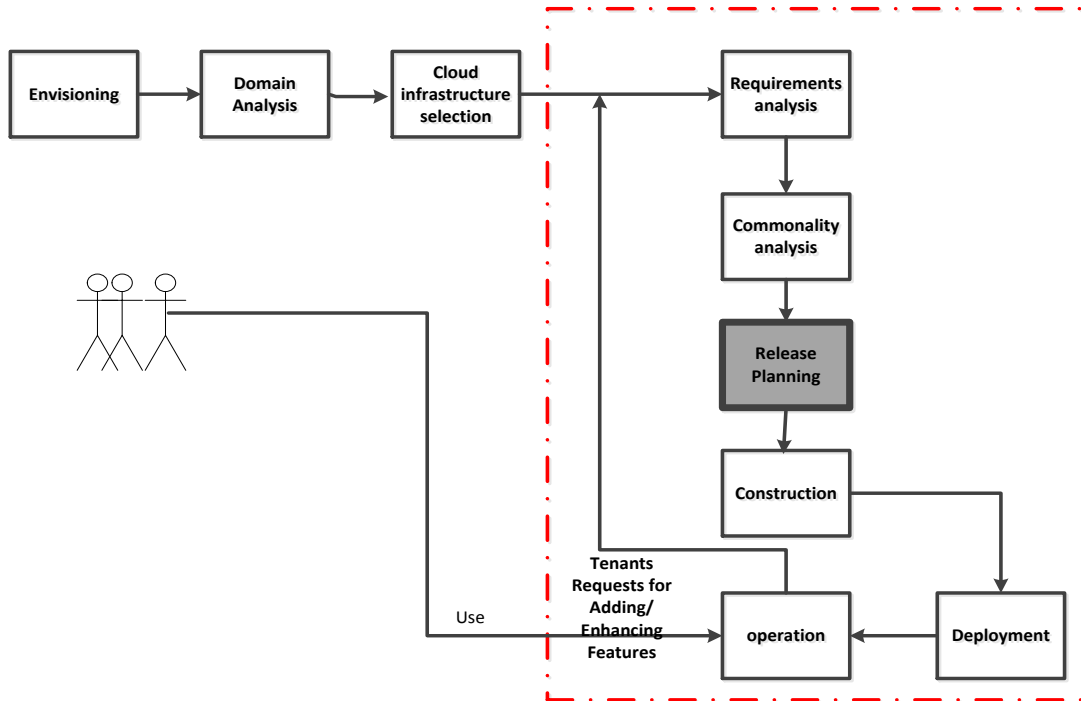 Envisioning
Domain
Analysis
Cloud
infrastructure
selection
Requirements
analysis
Commonality
analysis
Release
Planning
Construction
Tenants
Requests for
Adding/
Enhancing
Features
Use
operation
Deployment